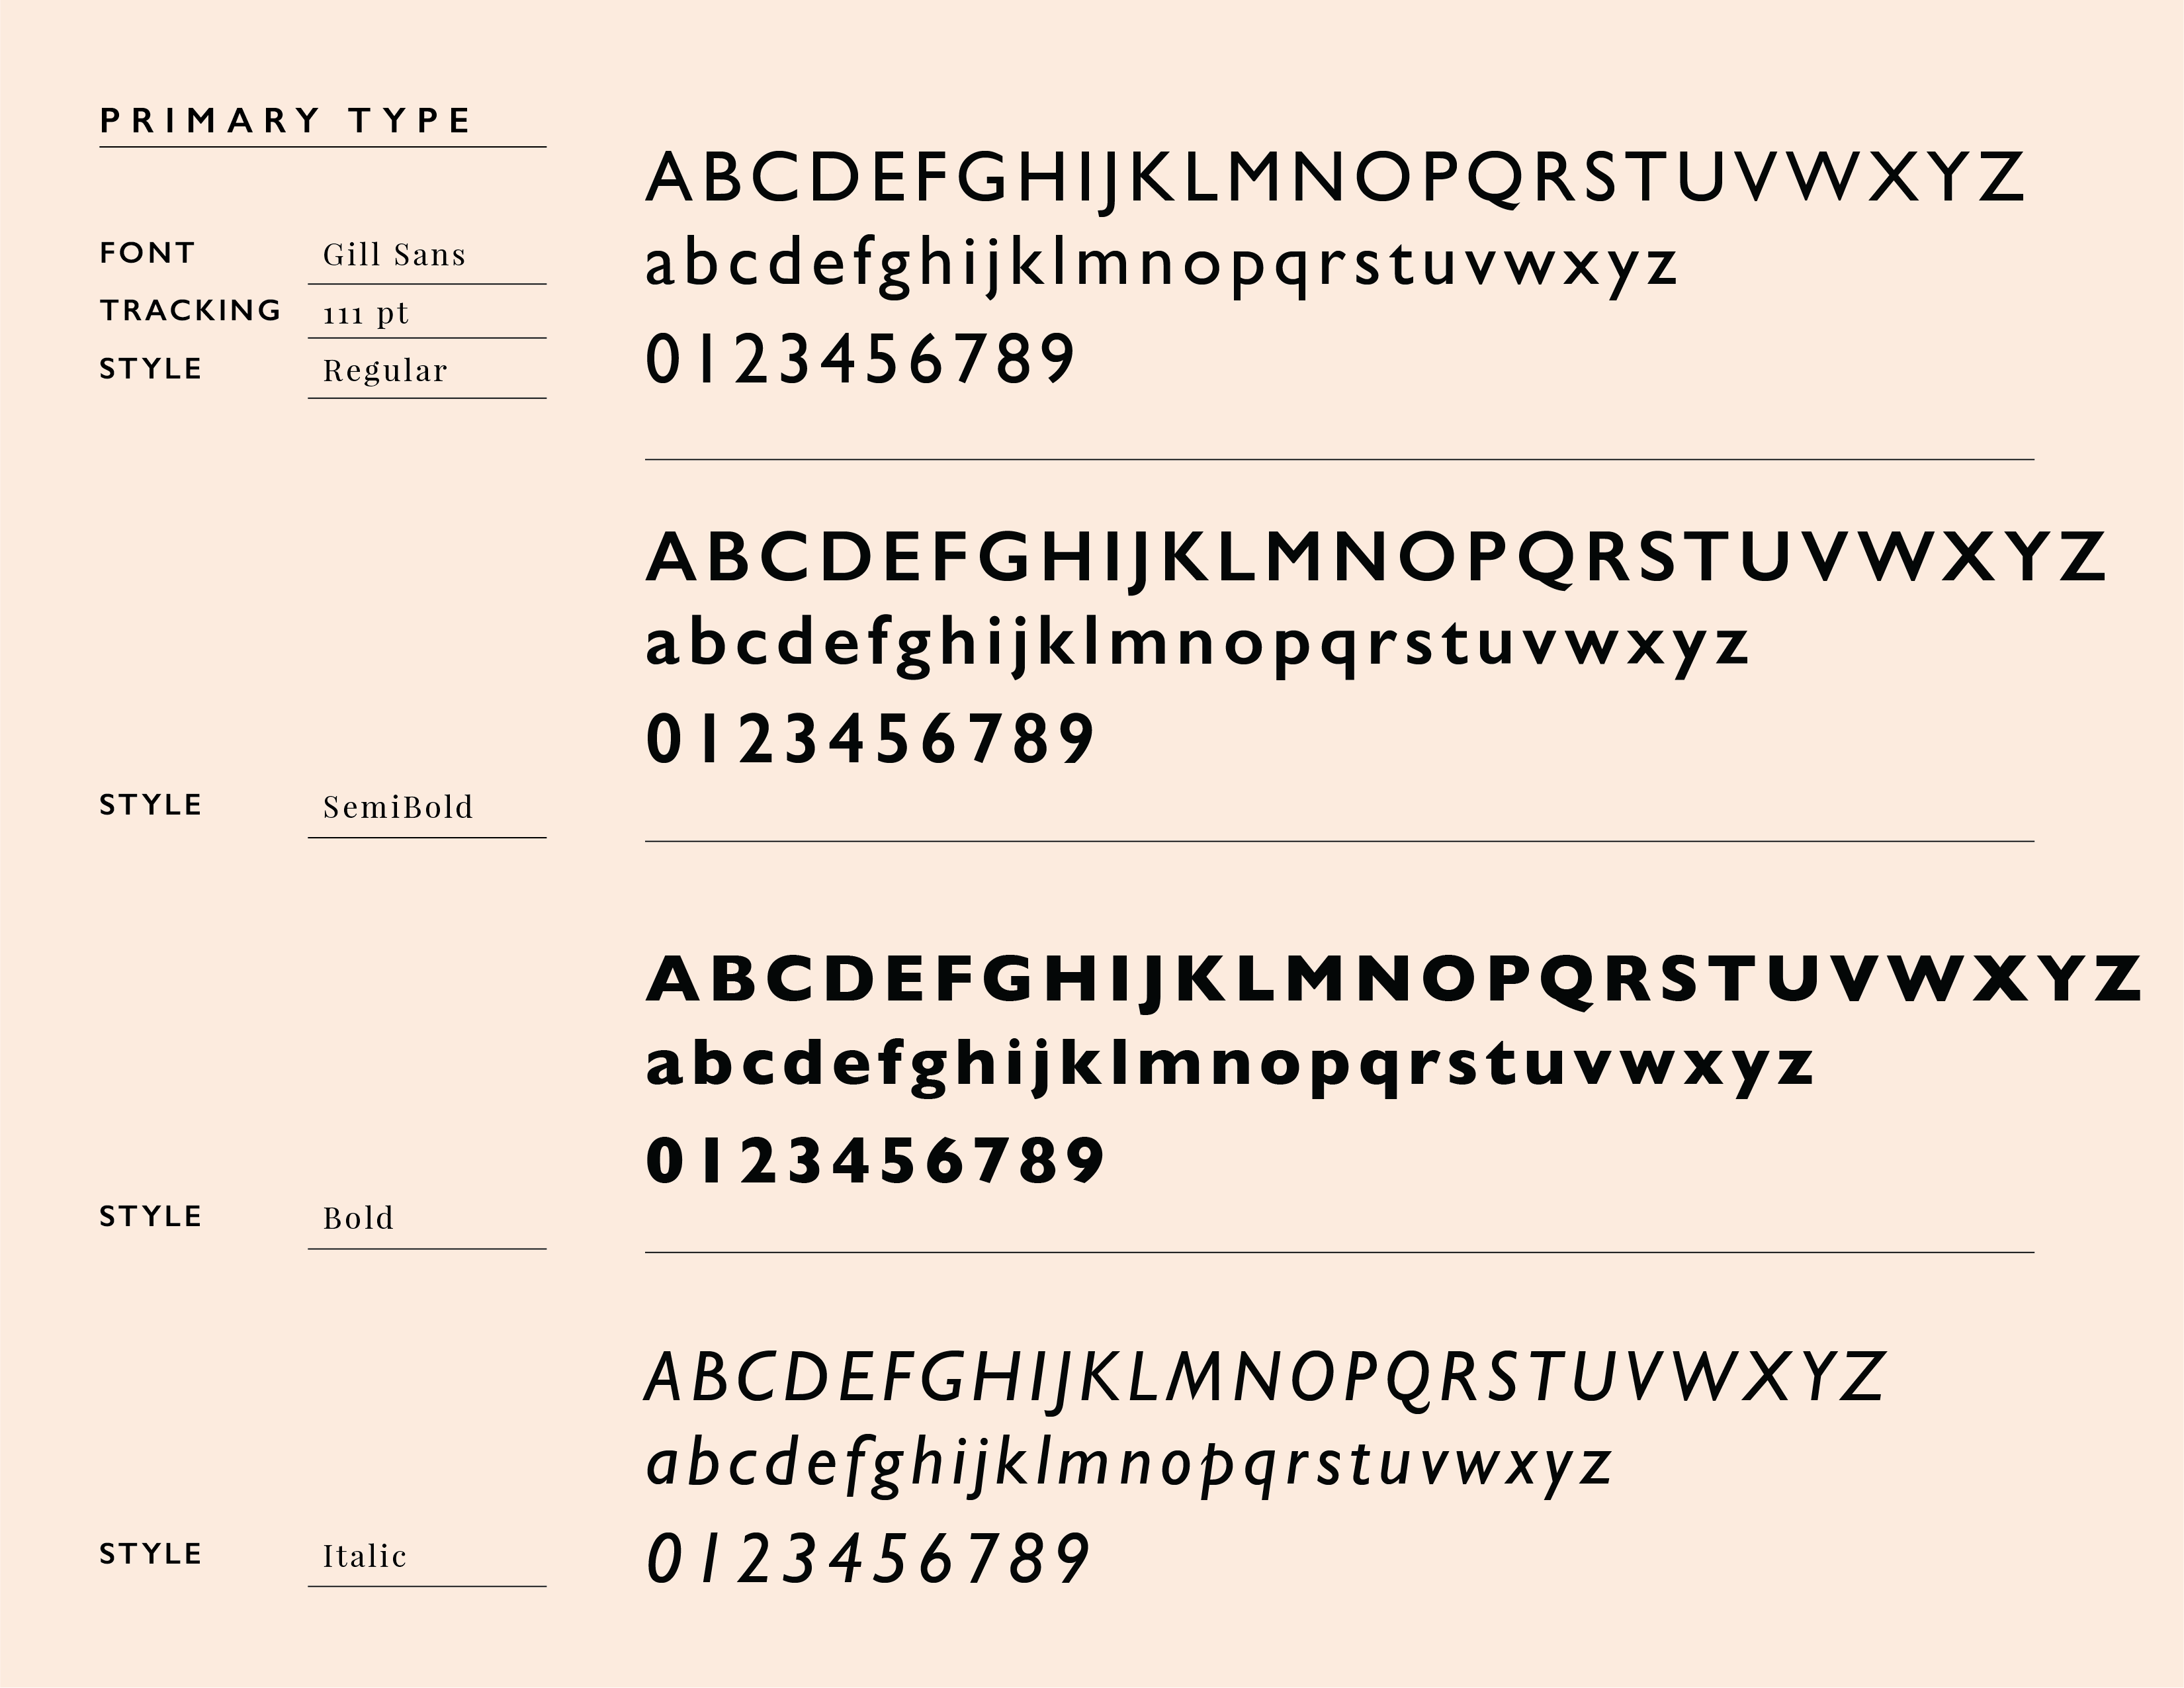 PRIMARY TYPE
FONT Gill Sans
TRACKING 111 pt
STYLE Regular
ABCDEFGHIJKLMNOPQRSTUVWXYZ
abcdefghijklmnopqrstuvwxyz
0123456789
ABCDEFGHIJKLMNOPQRSTUVWXYZ
abcdefghijklmnopqrstuvwxyz
0123456789
STYLE SemiBold
ABCDEFGHIJKLMNOPQRSTUVWXYZ
abcdefghijklmnopqrstuvwxyz
0123456789
STYLE Bold
ABCDEFGHIJKLMNOPQRSTUVWXYZ
abcdefghijklmnopqrstuvwxyz
0123456789
STYLE Italic